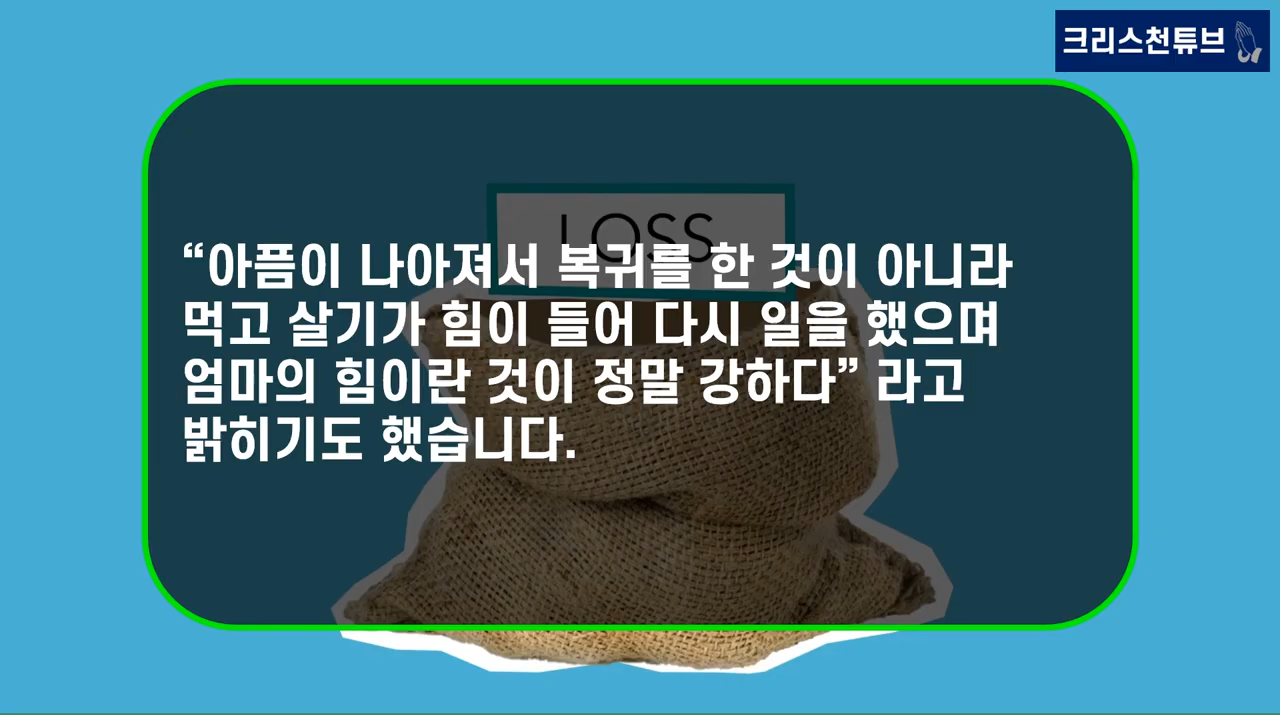 크리스천튜브
LOSS
“아픔이 나아져서 복귀를 한 것이 아니라
먹고 살기가 힘이 들어 다시 일을 했으며
엄마의 힘이란 것이 정말 강하다” 라고
밝히기도 했습니다.